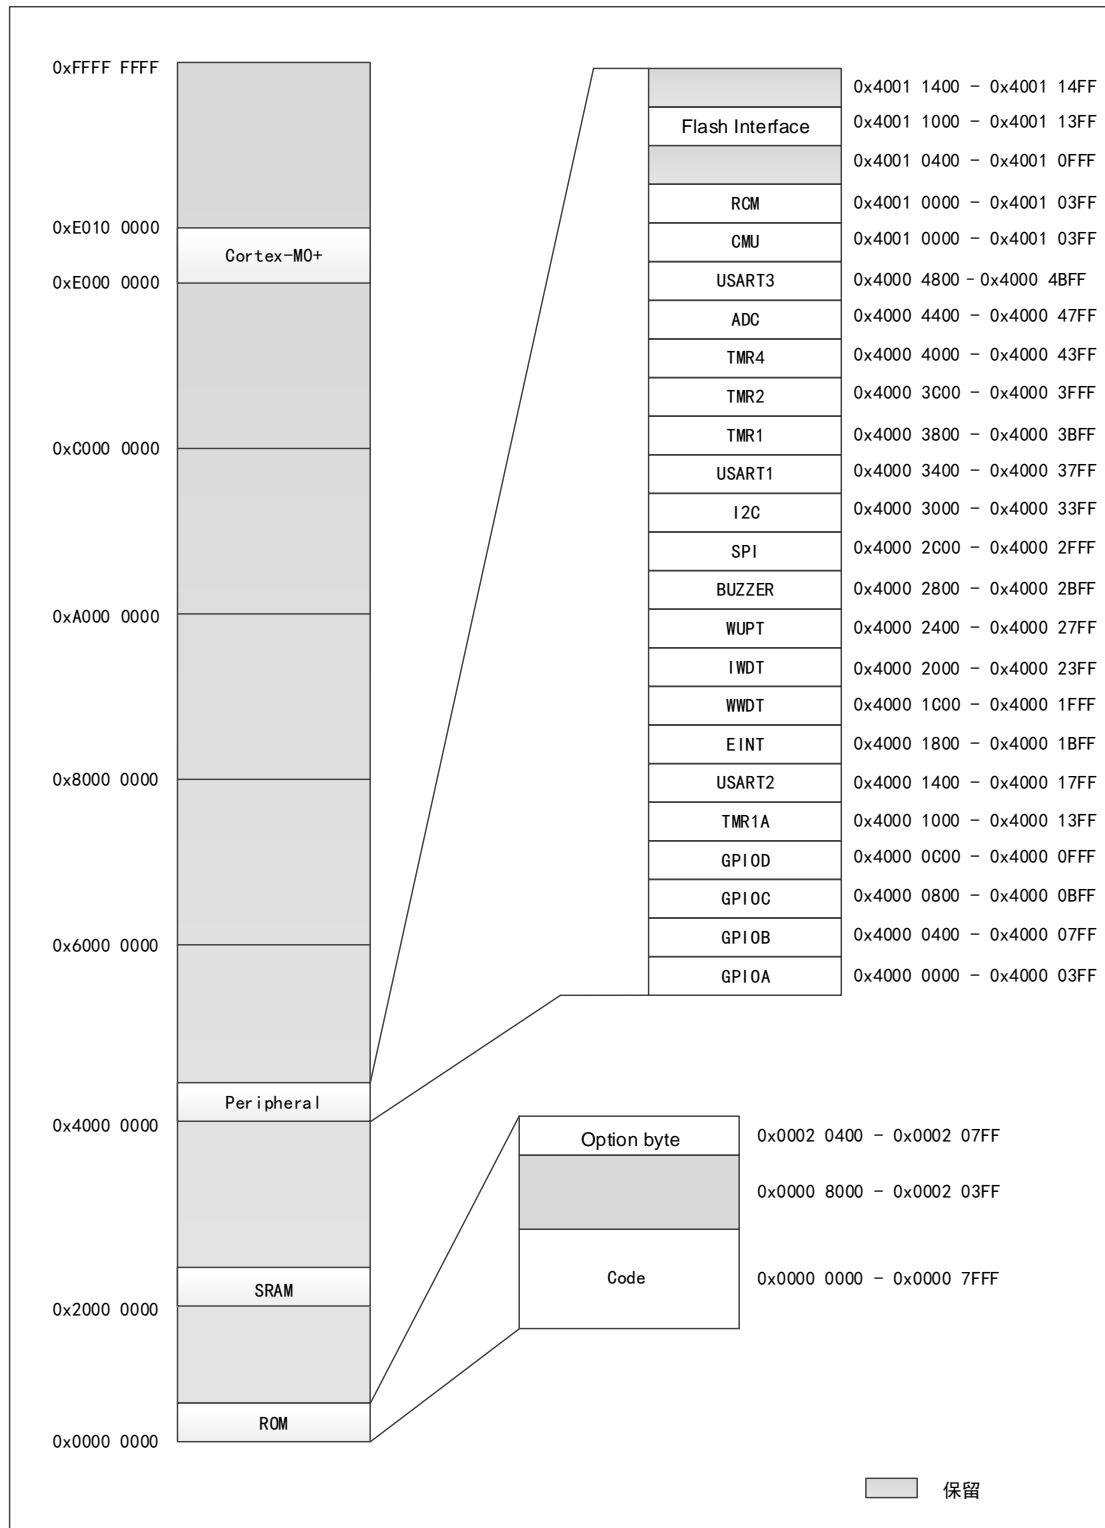 0xFFFF FFFF
0xE010 0000
Cortex-M0+
0xE000 0000
0xC000 0000
0xA000 0000
0x8000 0000
0x6000 0000
Peripheral
0x4000 0000
SRAM
0x2000 0000
ROM
0x0000 0000
0x4001 1400 - 0x4001 14FF
Flash Interface 0x4001 1000 - 0x4001 13FF
0x4001 0400 - 0x4001 0FFF
RCM 0x4001 0000 - 0x4001 03FF
CMU 0x4001 0000 - 0x4001 03FF
USART3 0x4000 4800 - 0x4000 4BFF
ADC 0x4000 4400 - 0x4000 47FF
TMR4 0x4000 4000 - 0x4000 43FF
TMR2 0x4000 3C00 - 0x4000 3FFF
TMR1 0x4000 3800 - 0x4000 3BFF
USART1 0x4000 3400 - 0x4000 37FF
I2C 0x4000 3000 - 0x4000 33FF
SPI 0x4000 2C00 - 0x4000 2FFF
BUZZER 0x4000 2800 - 0x4000 2BFF
WUPT 0x4000 2400 - 0x4000 27FF
IWDT 0x4000 2000 - 0x4000 23FF
WWDT 0x4000 1C00 - 0x4000 1FFF
EINT 0x4000 1800 - 0x4000 1BFF
USART2 0x4000 1400 - 0x4000 17FF
TMR1A 0x4000 1000 - 0x4000 13FF
GPIOD 0x4000 0C00 - 0x4000 0FFF
GPIOC 0x4000 0800 - 0x4000 0BFF
GPIOB 0x4000 0400 - 0x4000 07FF
GPIOA 0x4000 0000 - 0x4000 03FF
Option byte 0x0002 0400 - 0x0002 07FF
0x0000 8000 - 0x0002 03FF
Code 0x0000 0000 - 0x0000 7FFF
保留